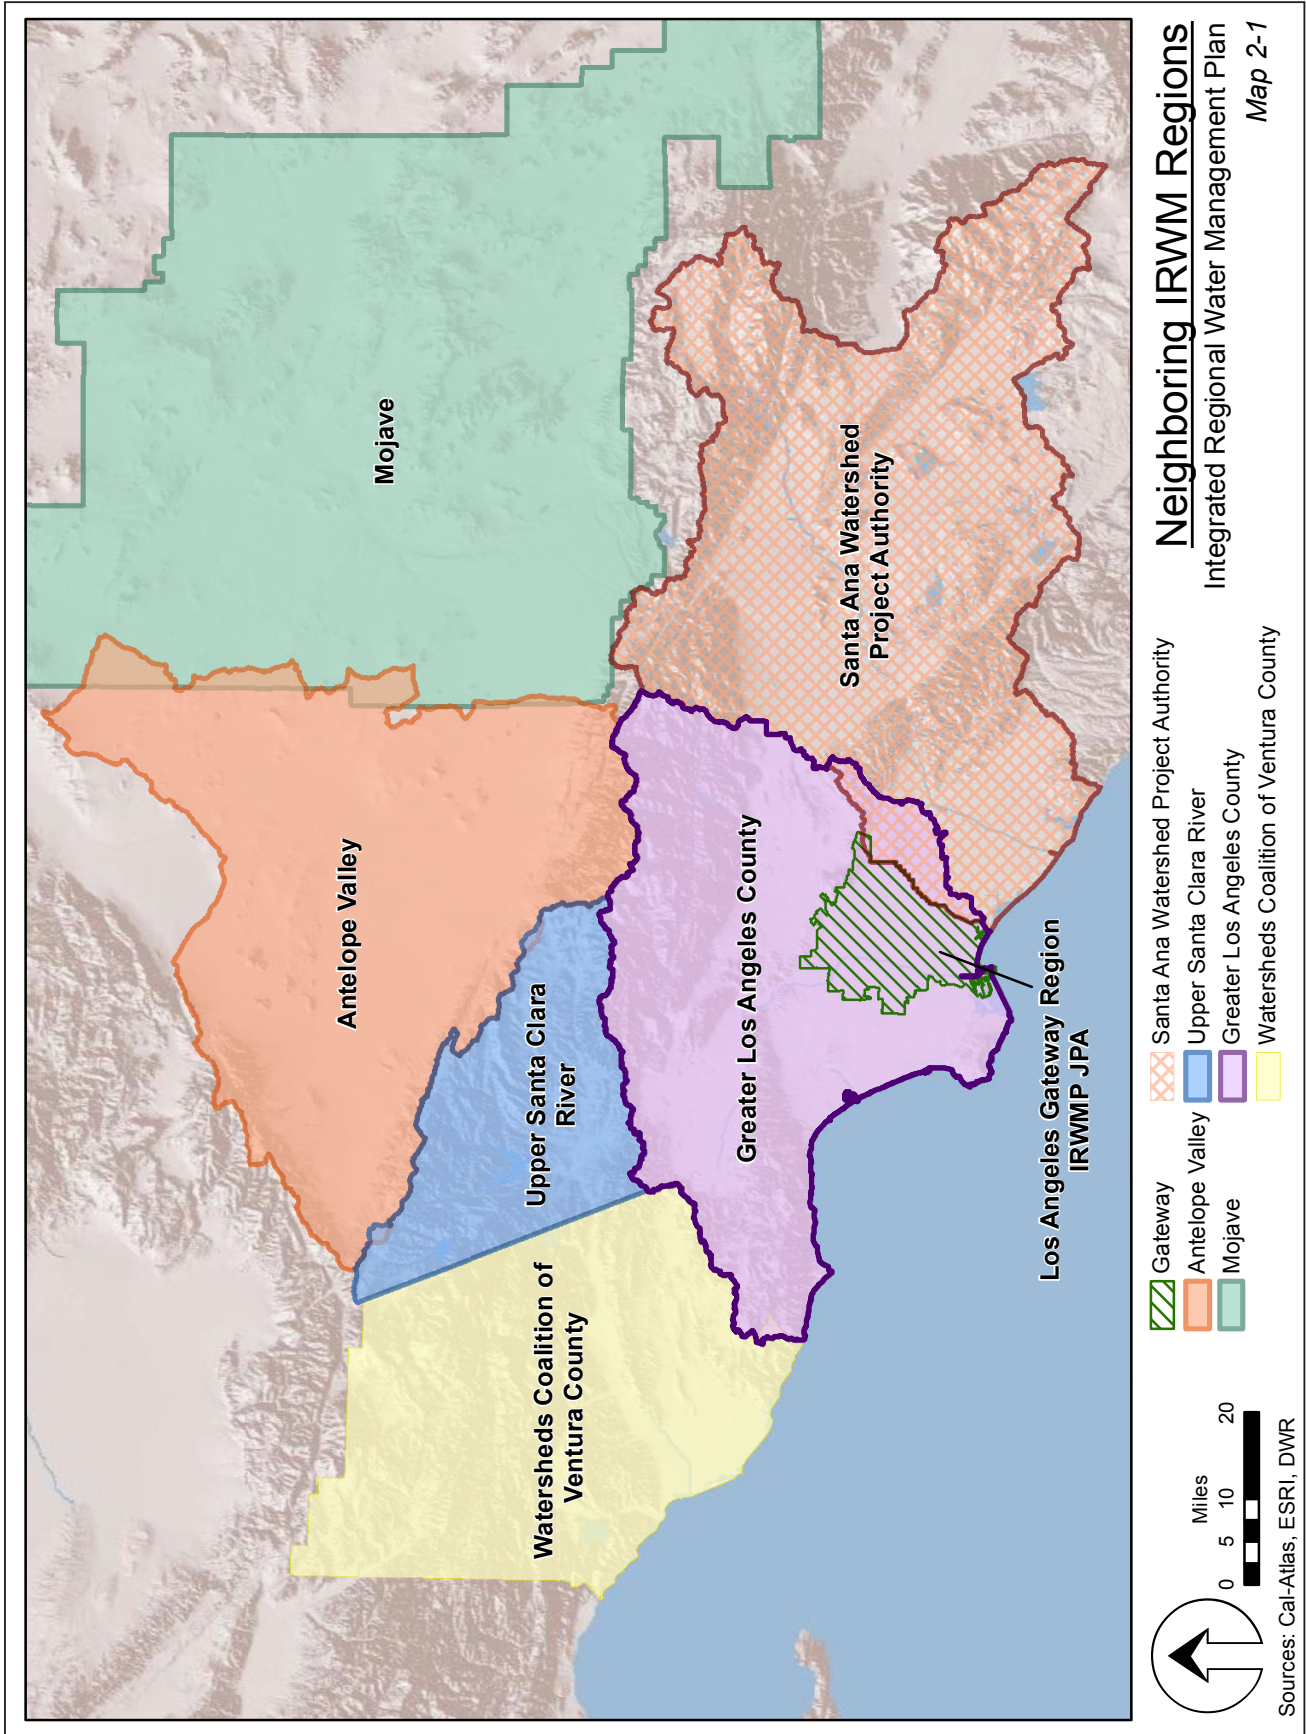 Mojave
Antelope Valley
Upper Santa Clara
River
Watersheds Coalition of
Ventura County
Greater Los Angeles County
Santa Ana Watershed
Project Authority
Los Angeles Gateway Region
IRWMP JPA
Miles
0 5 10 20
Sources: Cal-Atlas, ESRI, DWR
Gateway
Antelope Valley
Mojave
Santa Ana Watershed Project Authority
Upper Santa Clara River
Greater Los Angeles County
Watersheds Coalition of Ventura County
Neighboring IRWM Regions
Integrated Regional Water Management Plan
Map 2-1